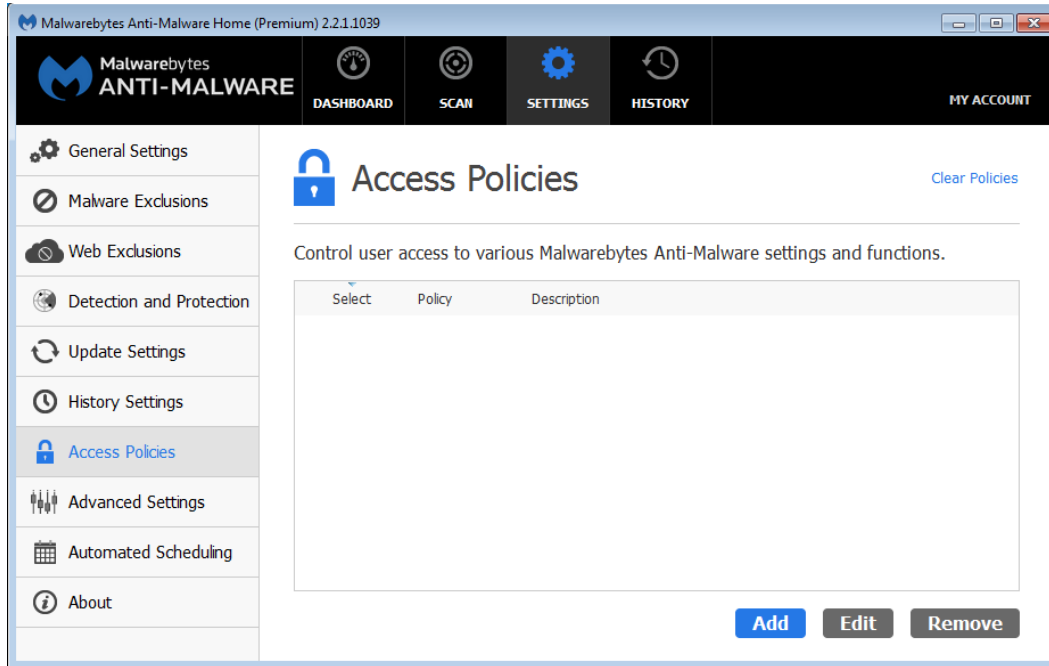 Malwarebytes Anti-Malware Home (Premium) 2.2.1.1039
Malwarebytes
ANTI-MALWARE
DASHBOARD
SCAN
SETTINGS
HISTORY
MY ACCOUNT
General Settings
Malware Exclusions
Web Exclusions
Detection and Protection
Update Settings
History Settings
Access Policies
Advanced Settings
Automated Scheduling
About
Access Policies
Clear Policies
Control user access to various Malwarebytes Anti-Malware settings and functions.
Select Policy Description
Add Edit Remove